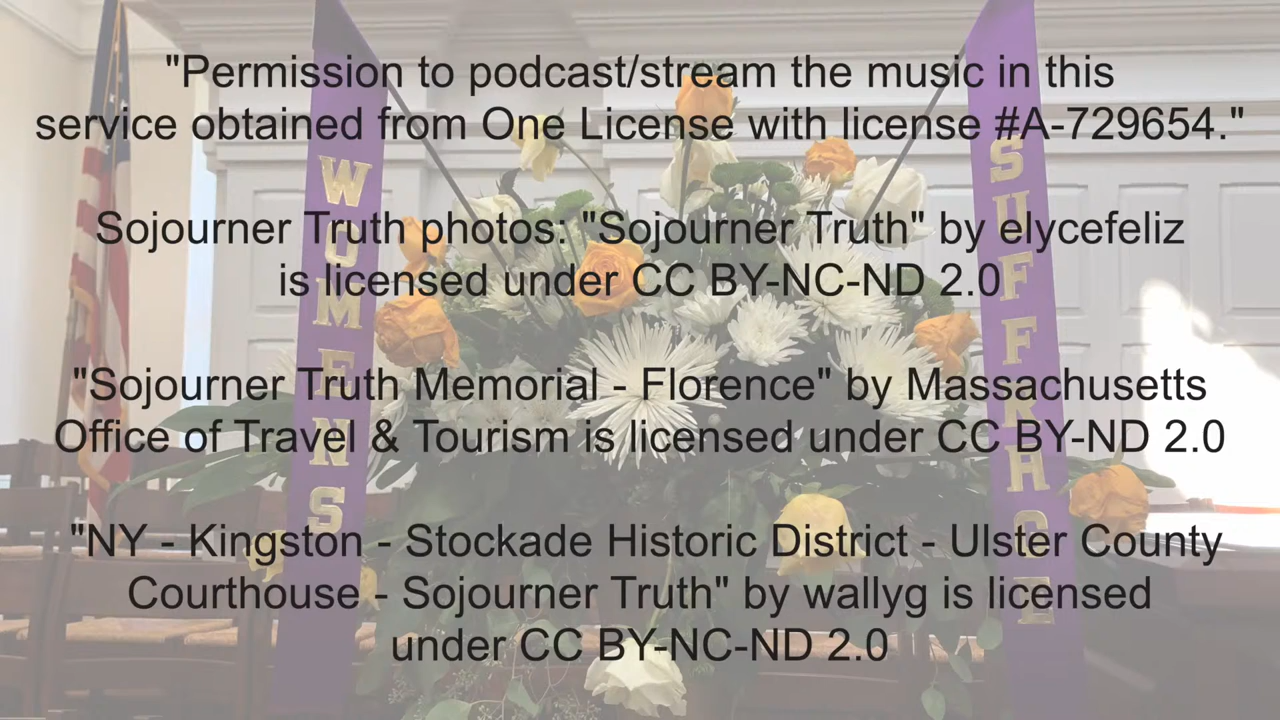 "Permission to podcast/stream the music in this
service obtained from One License with license #A-729654."
Sojourner Truth photos: "Sojourner Truth" by elycefeliz
is licensed under CC BY-NC-ND 2.0
"Sojourner Truth Memorial - Florence" by Massachusetts
Office of Travel & Tourism is licensed under CC BY-ND 2.0
"NY - Kingston - Stockade Historic District - Ulster County
Courthouse - Sojourner Truth" by wallyg is licensed
under CC BY-NC-ND 2.0
WOMENS
SUFFRAGE